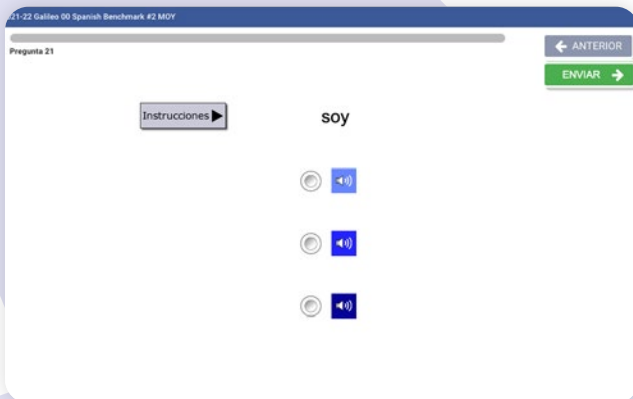 21-22 Galileo 00 Spanish Benchmark #2 MOY
Pregunta 21
ANTERIOR
ENVIAR
Instrucciones
soy